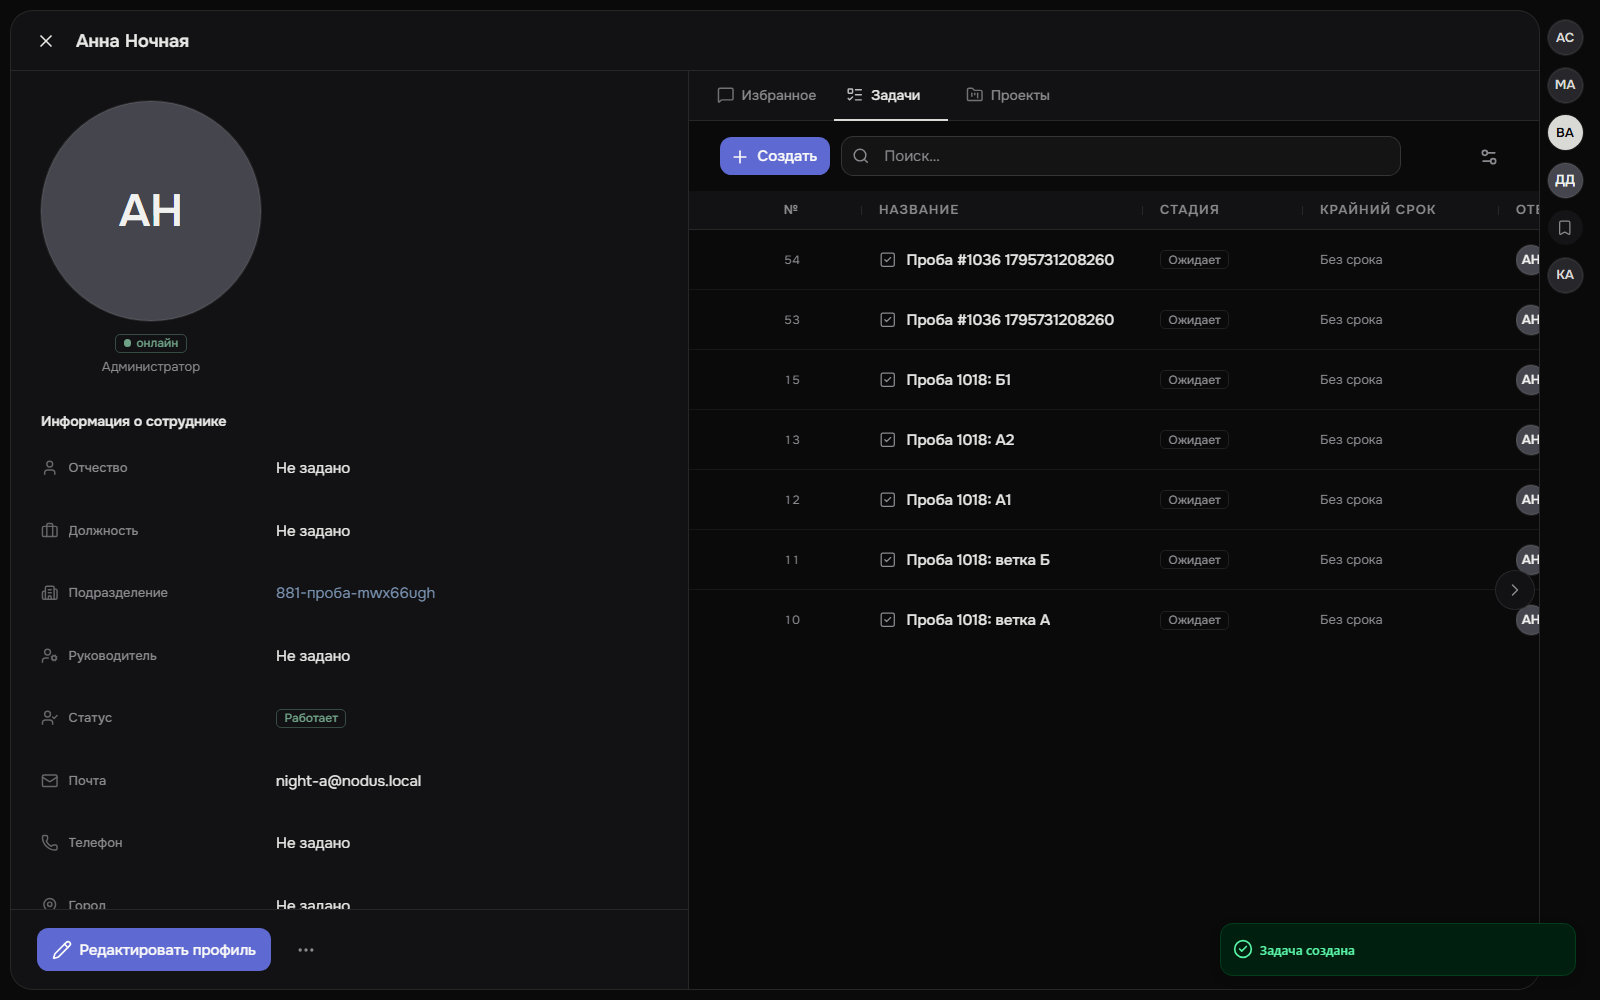 Анна Ночная
АН
онлайн
Администратор
Информация о сотруднике
Отчество Не задано
Должность Не задано
Подразделение 881-проба-mwx66ugh
Руководитель Не задано
Статус Работает
Почта night-a@nodus.local
Телефон Не задано
Город Не задано
Редактировать профиль
Избранное Задачи Проекты
Создать Поиск...
№ НАЗВАНИЕ СТАДИЯ КРАЙНИЙ СРОК ОТВ
54 Проба #1036 1795731208260 Ожидает Без срока АН
53 Проба #1036 1795731208260 Ожидает Без срока АН
15 Проба 1018: Б1 Ожидает Без срока АН
13 Проба 1018: А2 Ожидает Без срока АН
12 Проба 1018: А1 Ожидает Без срока АН
11 Проба 1018: ветка Б Ожидает Без срока АН
10 Проба 1018: ветка А Ожидает Без срока АН
АС
МА
ВА
ДД
КА
Задача создана